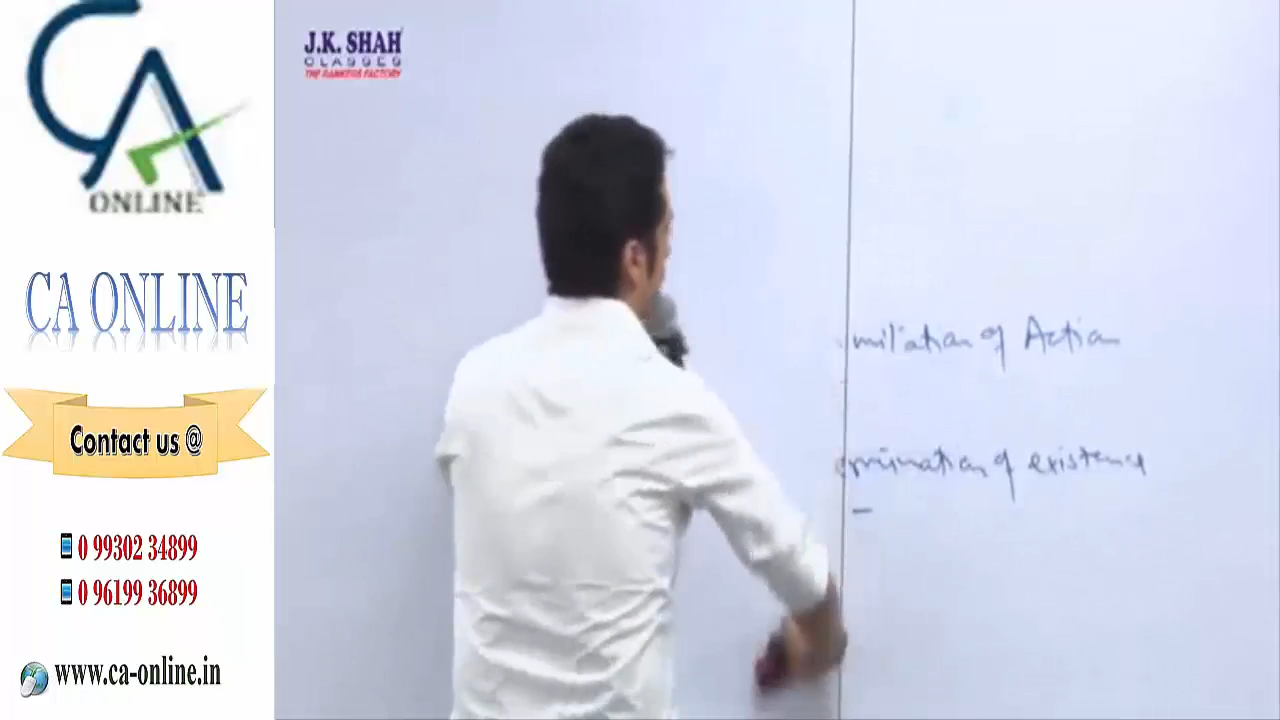 CA
ONLINE
CA ONLINE
Contact us @
0 99302 34899
0 96199 36899
www.ca-online.in
J.K. SHAH
CLASSES
THE RANKERS FACTORY
of Action
of existence